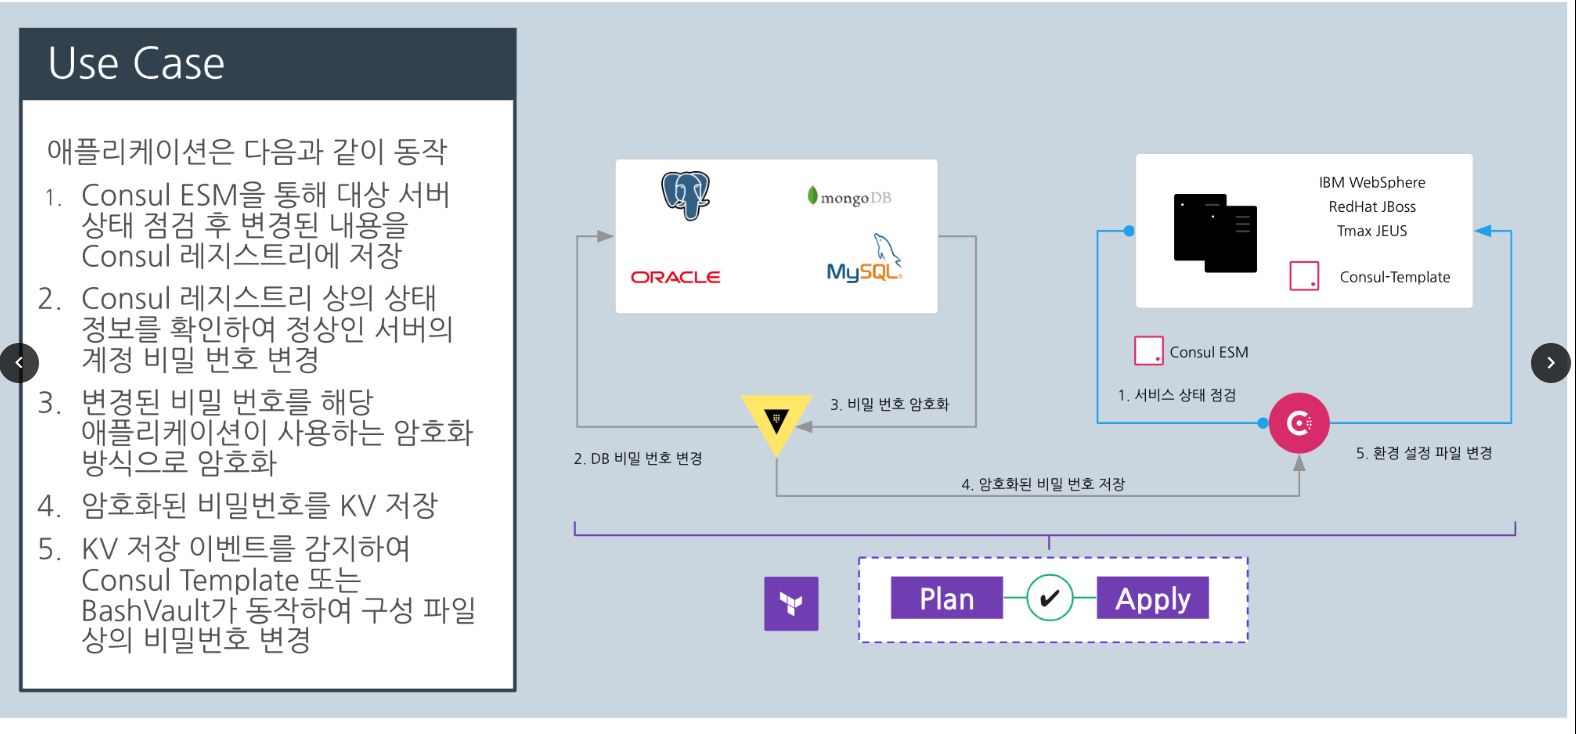 Use Case
애플리케이션은 다음과 같이 동작
1. Consul ESM을 통해 대상 서버
상태 점검 후 변경된 내용을
Consul 레지스트리에 저장
2. Consul 레지스트리 상의 상태
정보를 확인하여 정상인 서버의
계정 비밀 번호 변경
3. 변경된 비밀 번호를 해당
애플리케이션이 사용하는 암호화
방식으로 암호화
4. 암호화된 비밀번호를 KV 저장
5. KV 저장 이벤트를 감지하여
Consul Template 또는
BashVault가 동작하여 구성 파일
상의 비밀번호 변경
mongoDB
ORACLE
MySQL®
IBM WebSphere
RedHat JBoss
Tmax JEUS
Consul-Template
Consul ESM
1. 서비스 상태 점검
3. 비밀 번호 암호화
2. DB 비밀 번호 변경
5. 환경 설정 파일 변경
4. 암호화된 비밀 번호 저장
Plan
Apply